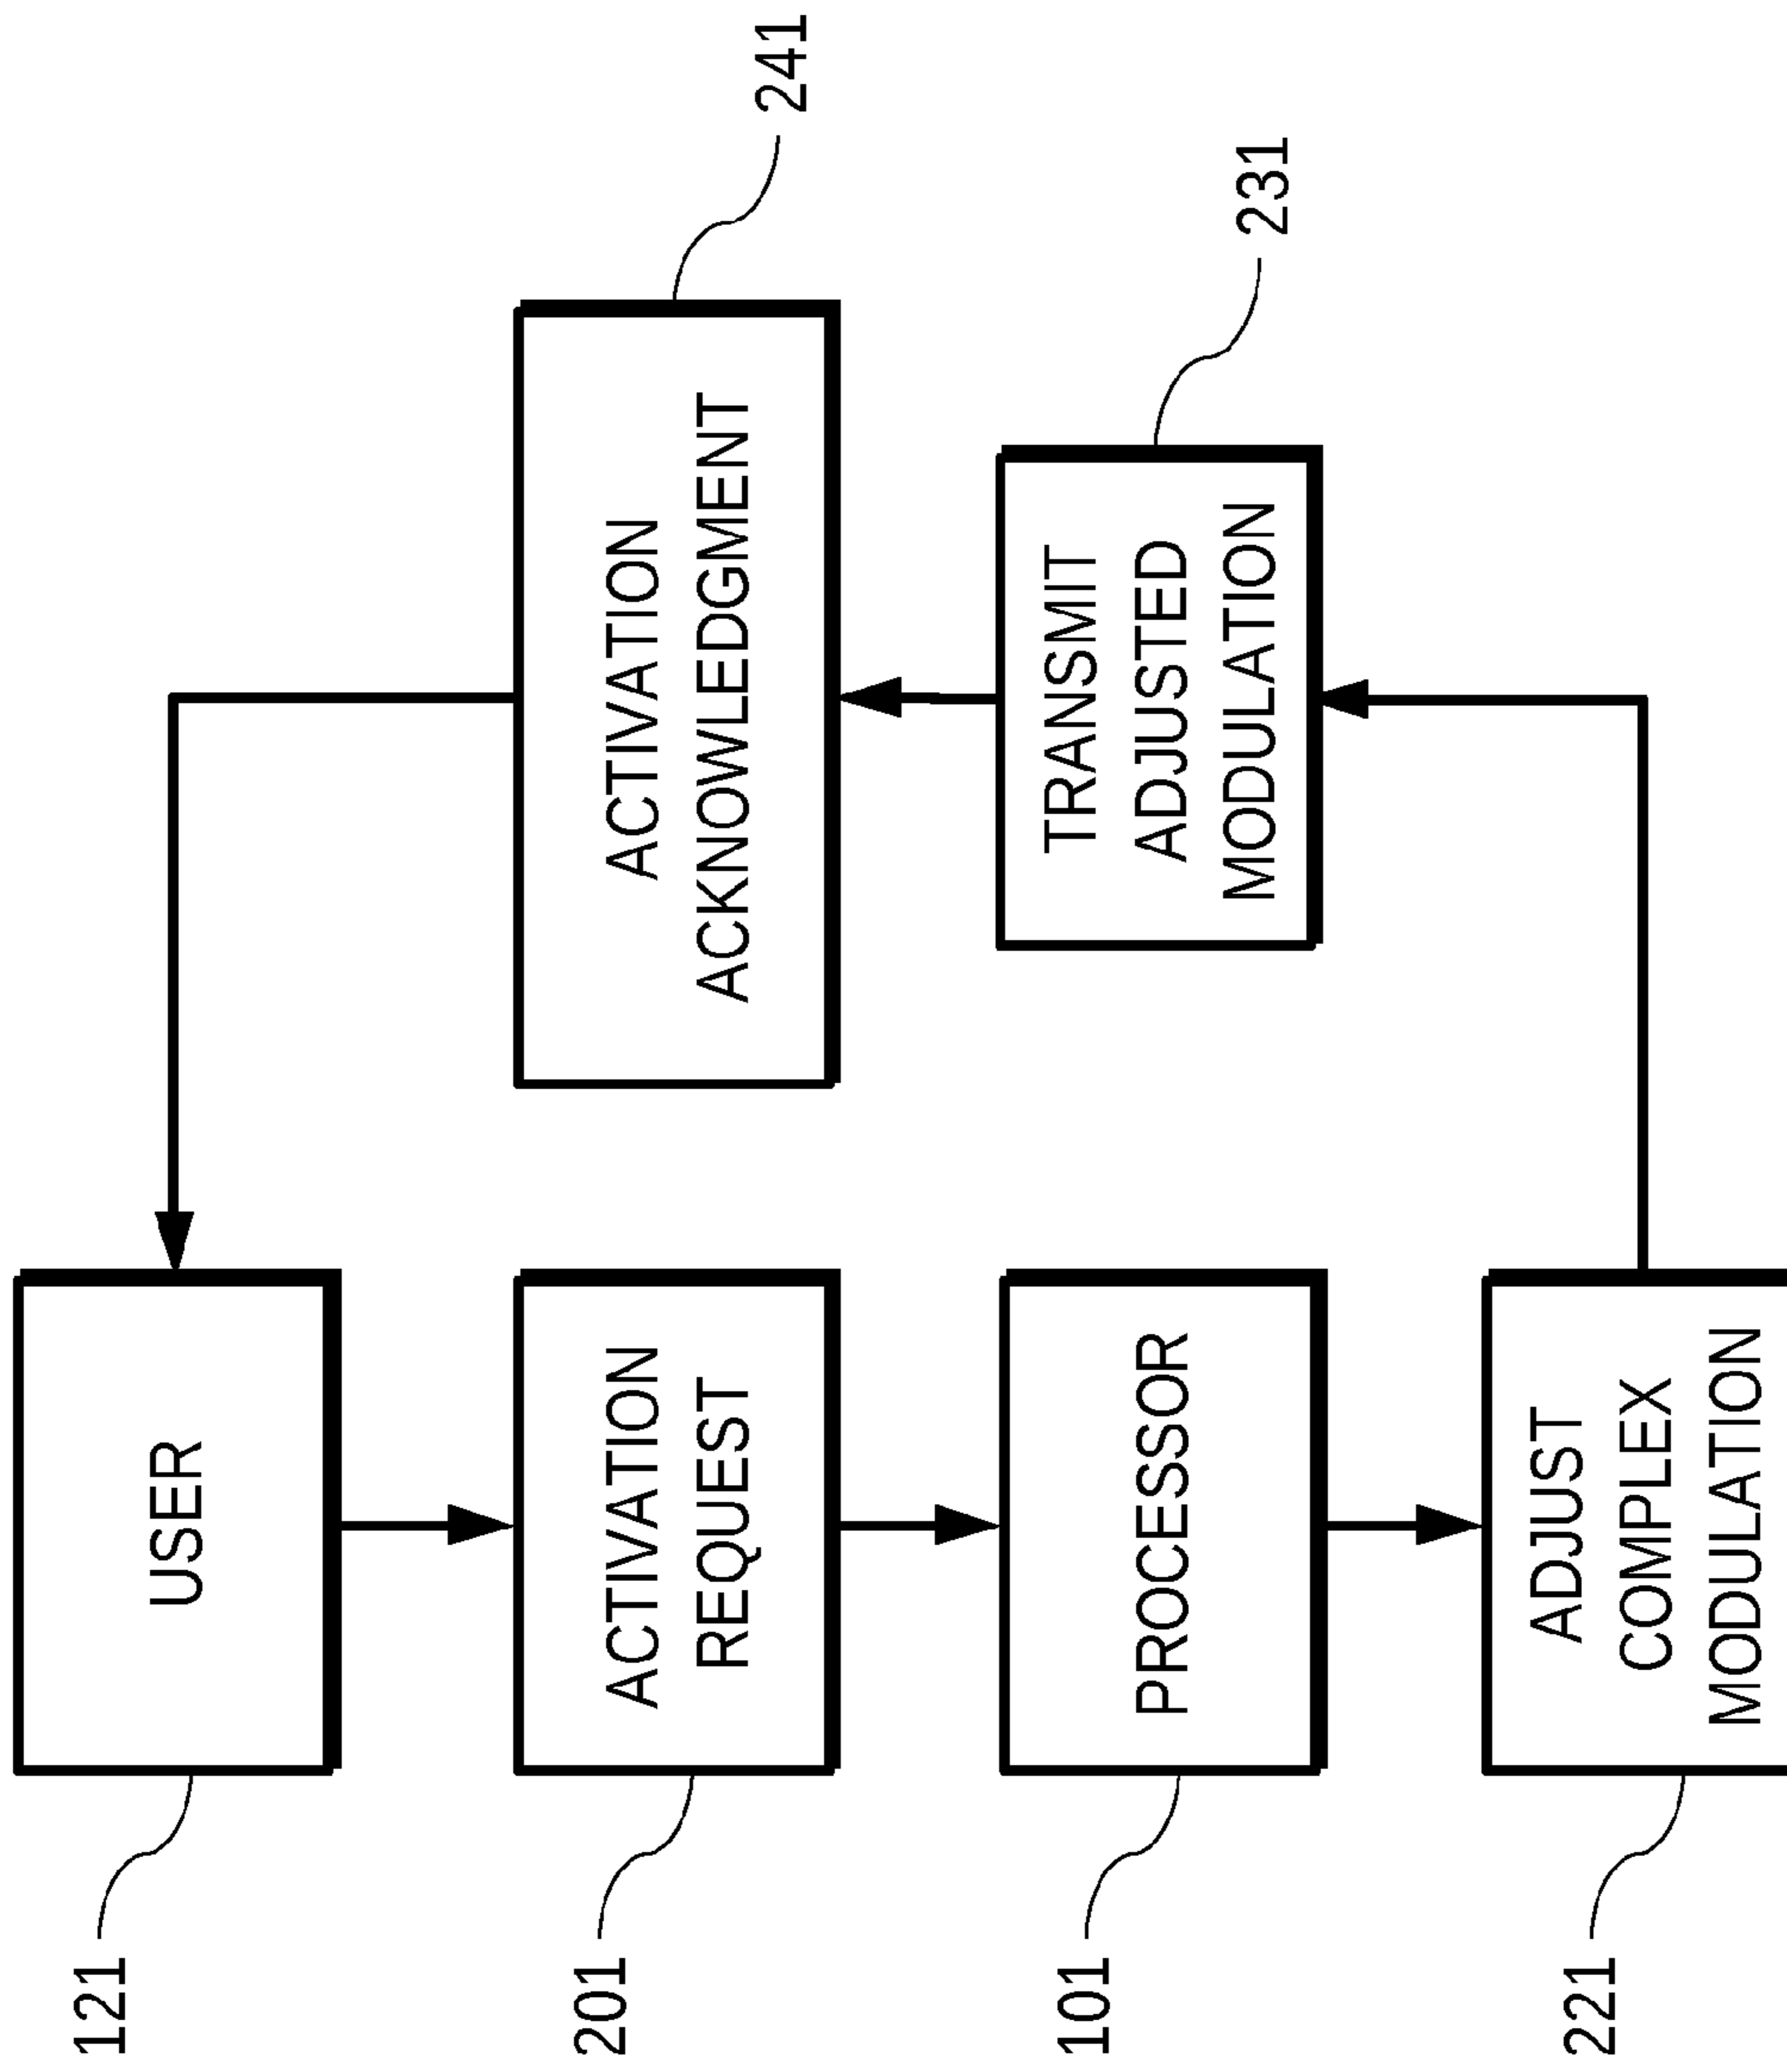 121
USER
201
ACTIVATION
REQUEST
101
PROCESSOR
221
ADJUST
COMPLEX
MODULATION
TRANSMIT
ADJUSTED
MODULATION
231
ACTIVATION
ACKNOWLEDGMENT
241